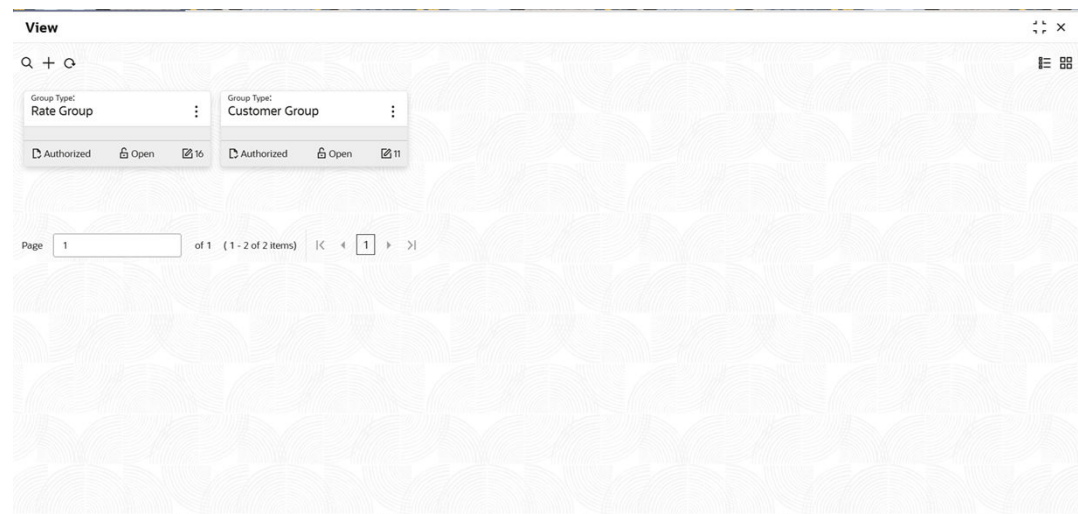 View
Group Type:
Rate Group
Authorized Open 16
Group Type:
Customer Group
Authorized Open 11
Page 1 of 1 (1 - 2 of 2 items) 1